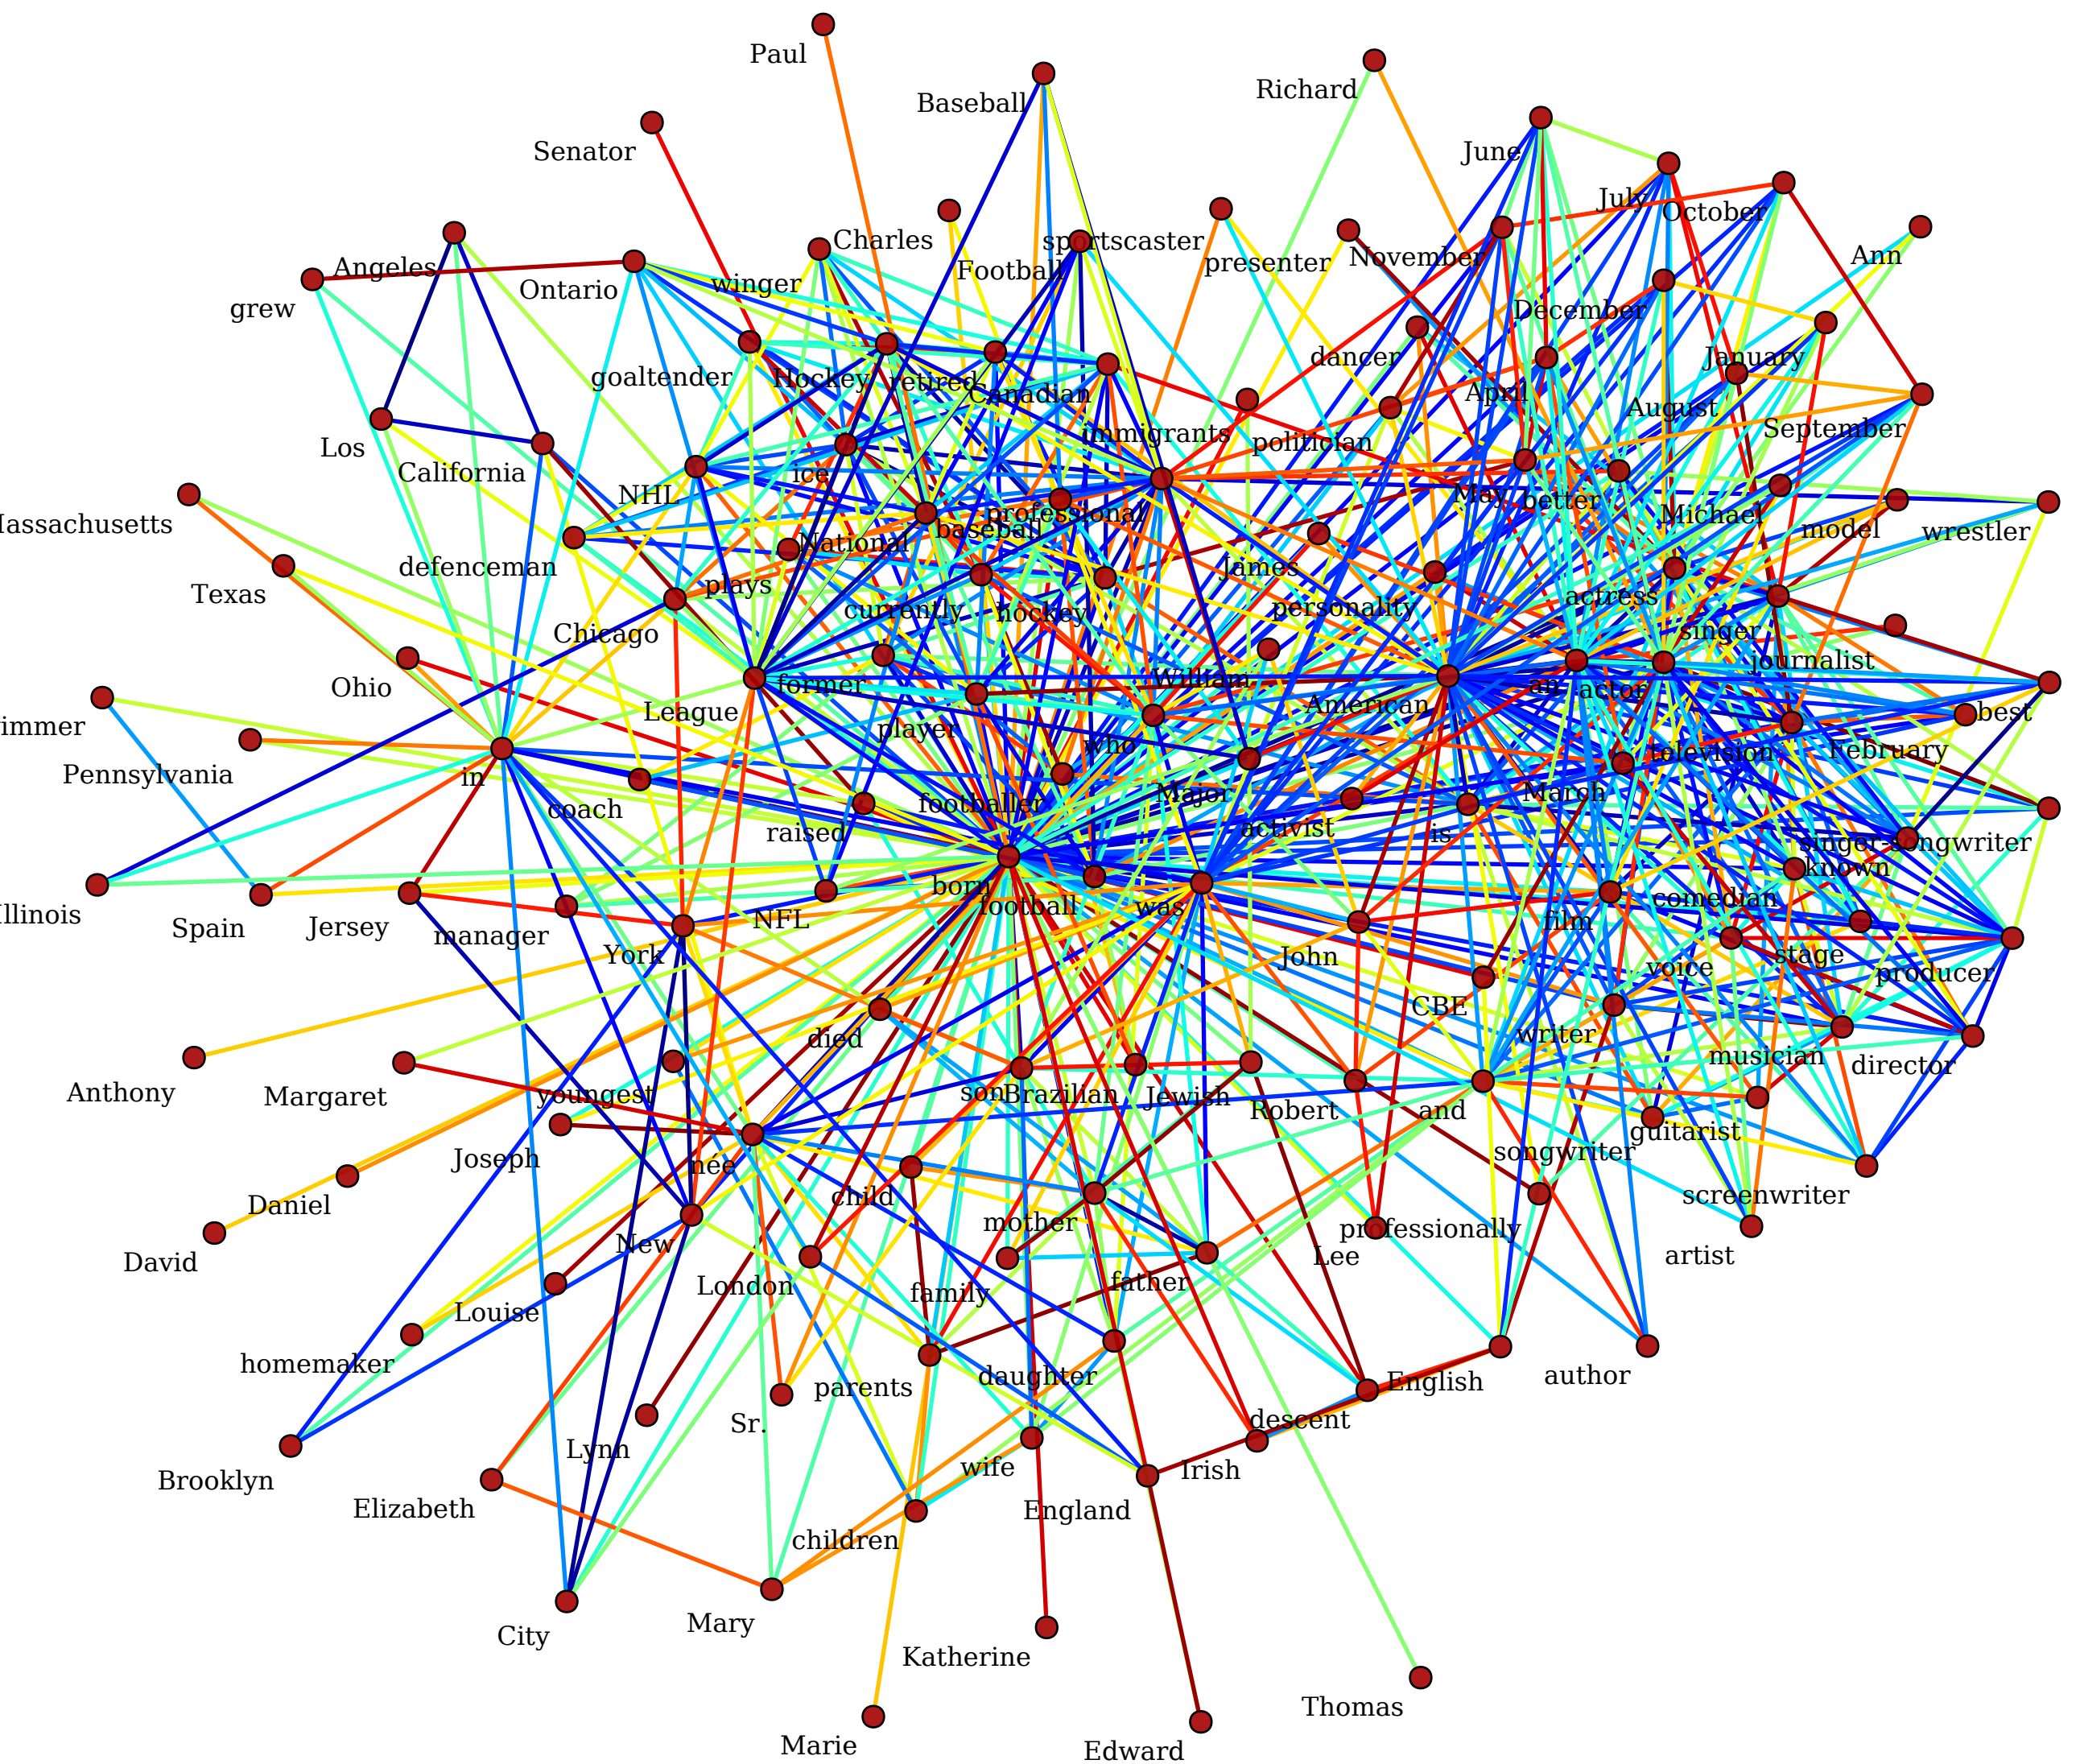 Paul
Richard
Baseball
Senator
June
July
October
Charles
sportscaster
Ann
November
presenter
Angeles
Football
winger
Ontario
grew
December
dancer
January
goaltender
Hockey
retired
Canadian
April
August
September
immigrants
politician
Los
California
ice
NHL
May
better
professional
Michael
model
wrestler
baseball
National
defenceman
James
plays
Texas
actress
personality
currently
hockey
singer
Chicago
journalist
William
former
an
actor
Ohio
American
League
best
player
who
television
February
Pennsylvania
in
Major
March
footballer
coach
activist
raised
is
singer-songwriter
known
born
comedian
football
was
NFL
film
Illinois
Spain
Jersey
manager
York
John
stage
voice
producer
CBE
writer
died
musician
director
Anthony
Margaret
youngest
son
Brazilian
Jewish
Robert
and
guitarist
songwriter
Joseph
née
child
screenwriter
Daniel
mother
professionally
New
Lee
artist
David
London
father
family
Louise
homemaker
daughter
English
author
parents
descent
Sr.
Lynn
wife
Irish
Brooklyn
Elizabeth
England
children
Mary
City
Katherine
Thomas
Marie
Edward